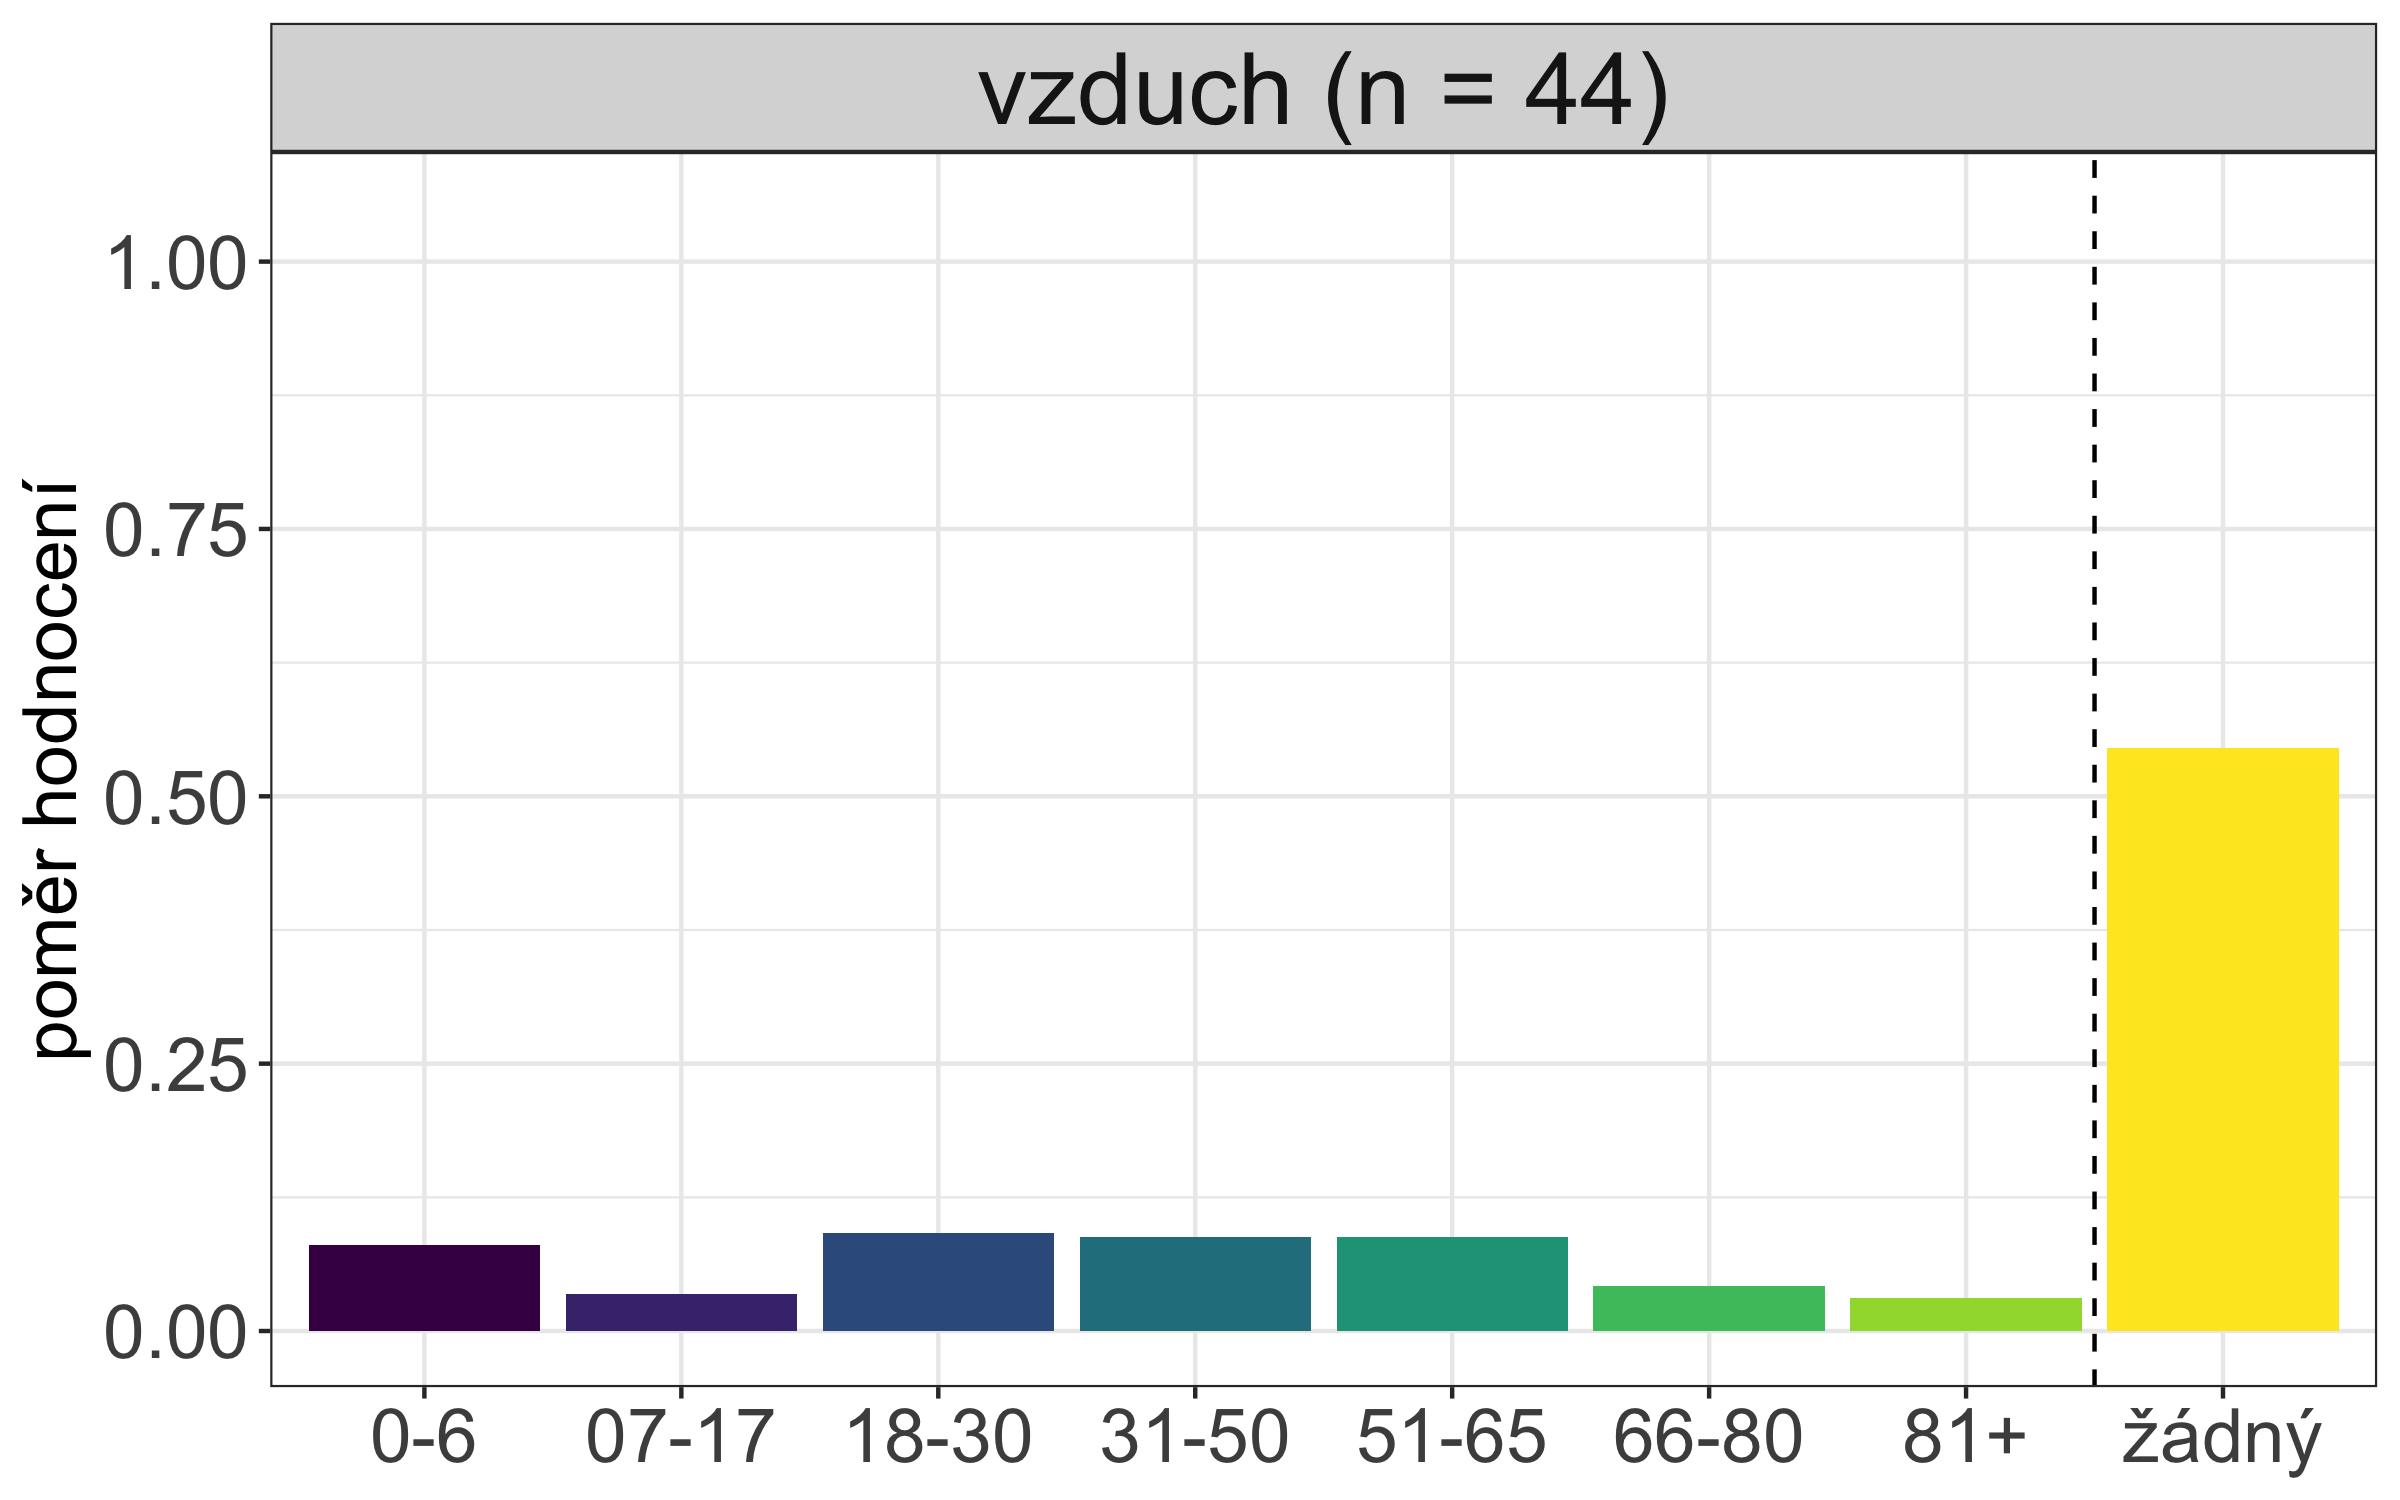 vzduch (n = 44)
poměr hodnocení
1.00
0.75
0.50
0.25
0.00
0-6 07-17 18-30 31-50 51-65 66-80 81+ žádný